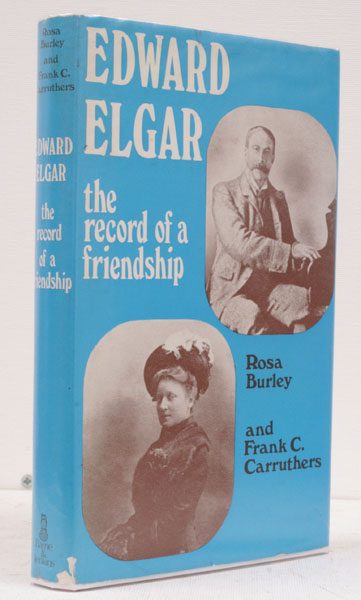 Rosa
Burley
and
Frank C.
Carruthers
EDWARD
ELGAR
the
record
of a
friendship
EDWARD
ELGAR
the
record of a
friendship
Rosa
Burley
and
Frank C.
Carruthers